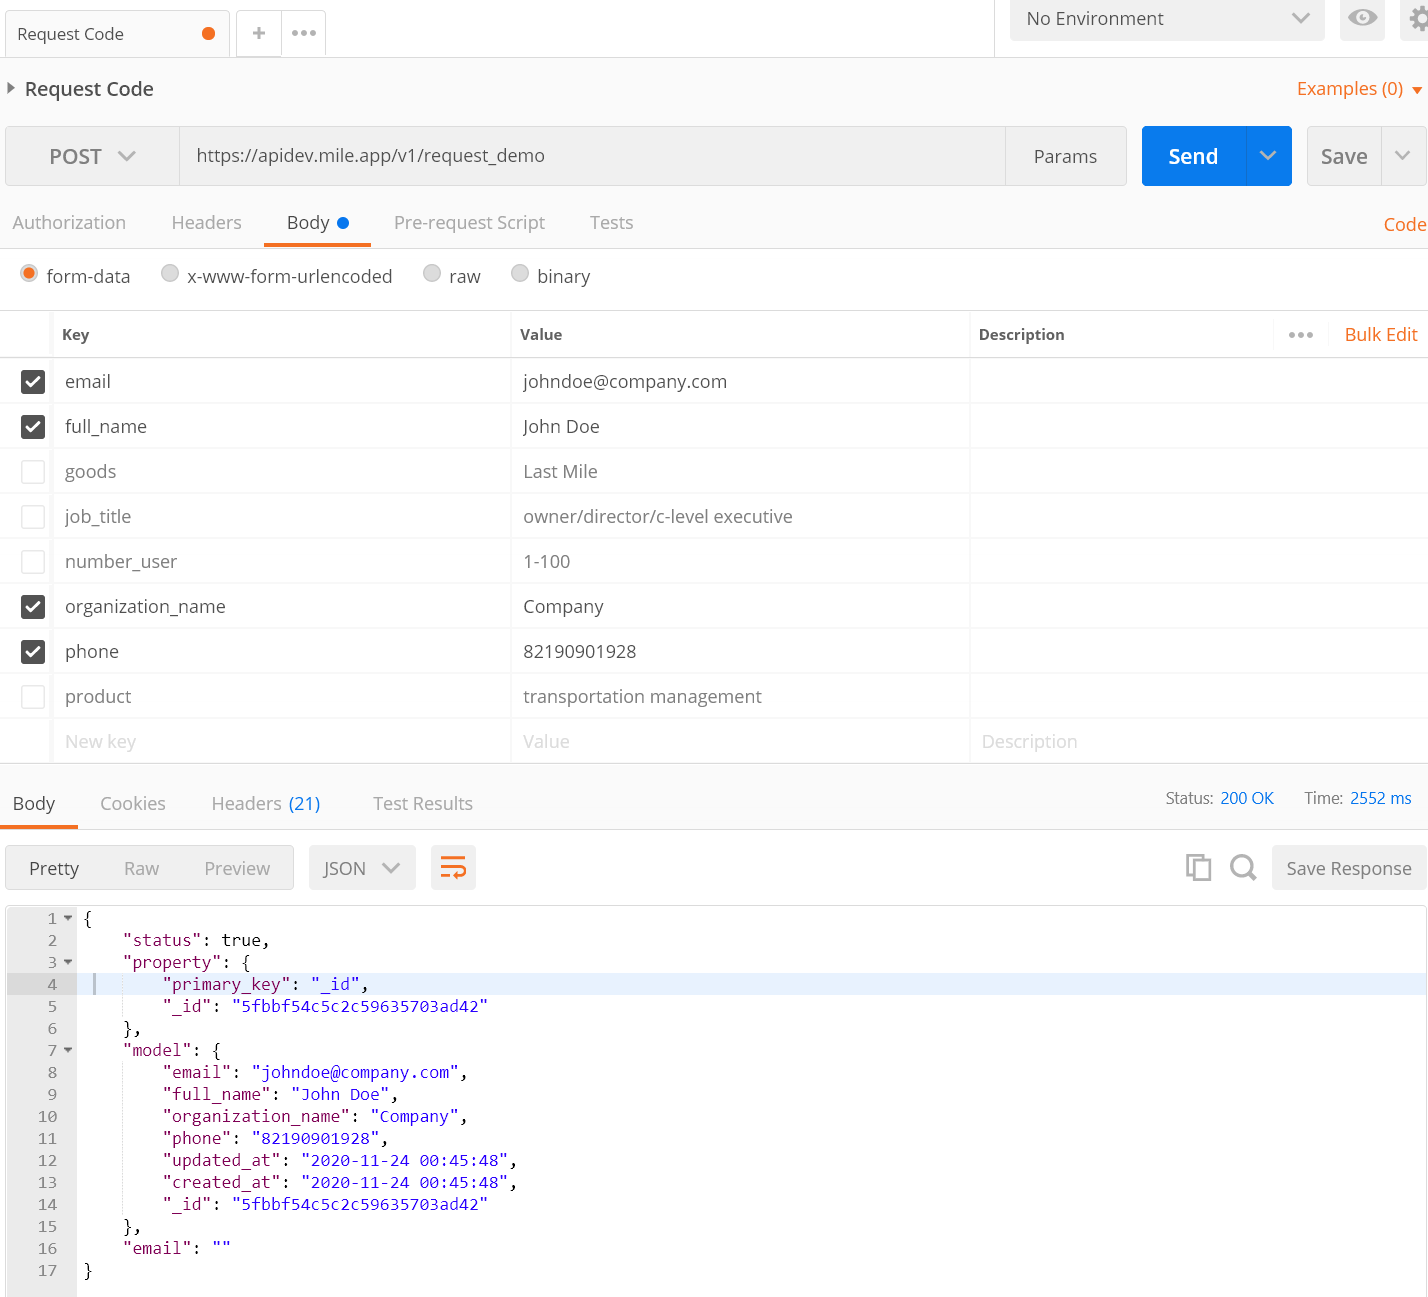 Request Code
No Environment
Request Code
Examples (0)
POST
https://apidev.mile.app/v1/request_demo
Params
Send
Save
Authorization
Headers
Body
Pre-request Script
Tests
Code
form-data
x-www-form-urlencoded
raw
binary
Key Value Description Bulk Edit
email johndoe@company.com
full_name John Doe
goods Last Mile
job_title owner/director/c-level executive
number_user 1-100
organization_name Company
phone 82190901928
product transportation management
New key Value Description
Body Cookies Headers (21) Test Results Status: 200 OK Time: 2552 ms
Pretty Raw Preview JSON Save Response
1 {
2 "status": true,
3 "property": {
4 "primary_key": "_id",
5 "_id": "5fbbf54c5c2c59635703ad42"
6 },
7 "model": {
8 "email": "johndoe@company.com",
9 "full_name": "John Doe",
10 "organization_name": "Company",
11 "phone": "82190901928",
12 "updated_at": "2020-11-24 00:45:48",
13 "created_at": "2020-11-24 00:45:48",
14 "_id": "5fbbf54c5c2c59635703ad42"
15 },
16 "email": ""
17 }